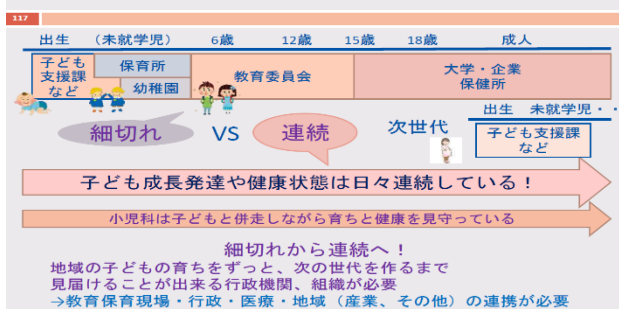 117
出生 （未就学児） 6歳 12歳 15歳 18歳 成人
子ども
支援課
など
保育所
幼稚園
教育委員会
大学・企業
保健所
細切れ VS 連続 次世代
出生 未就学児・・
子ども支援課
など
子ども成長発達や健康状態は日々連続している！
小児科は子どもと併走しながら育ちと健康を見守っている
細切れから連続へ！
地域の子どもの育ちをずっと、次の世代を作るまで
見届けることが出来る行政機関、組織が必要
→教育保育現場・行政・医療・地域（産業、その他）の連携が必要